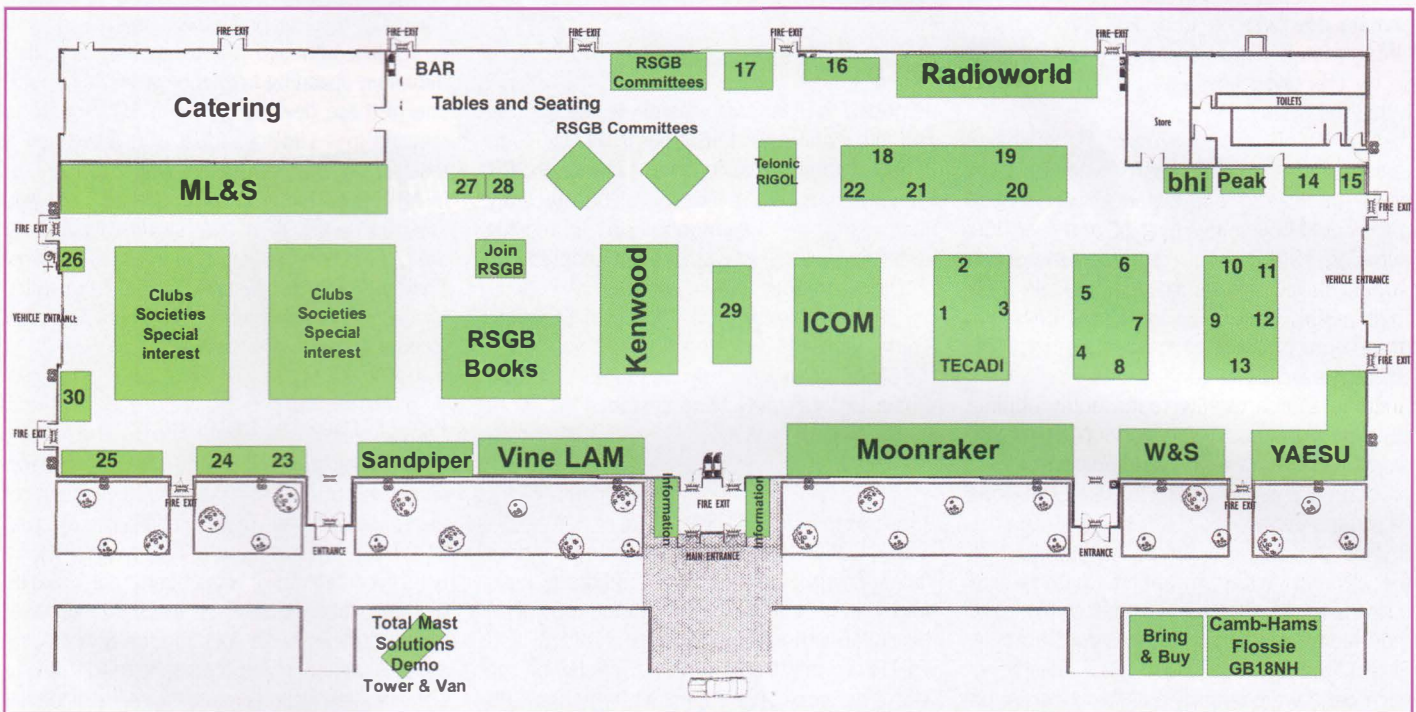 FIRE-EXIT
FIRE-EXIT
FIRE-EXIT
FIRE-EXIT
FIRE-EXIT
BAR
Catering
Tables and Seating
RSGB Committees
RSGB
Committees
17
16
Radioworld
Store
TOILETS
ML&S
27
28
Telonic
RIGOL
18
19
22
21
20
bhi
Peak
14
15
FIRE EXIT
FIRE EXIT
26
VEHICLE ENTRANCE
Clubs
Societies
Special
interest
Clubs
Societies
Special
interest
Join
RSGB
RSGB
Books
Kenwood
29
ICOM
2
1
3
TECADI
6
5
7
4
8
10
11
9
12
13
VEHICLE ENTRANCE
FIRE EXIT
30
FIRE EXIT
25
24
23
Sandpiper
Vine LAM
Moonraker
W&S
YAESU
FIRE EXIT
ENTRANCE
Information
FIRE EXIT
Information
MAIN ENTRANCE
ENTRANCE
FIRE EXIT
Total Mast
Solutions
Demo
Tower & Van
Bring
& Buy
Camb-Hams
Flossie
GB18NH